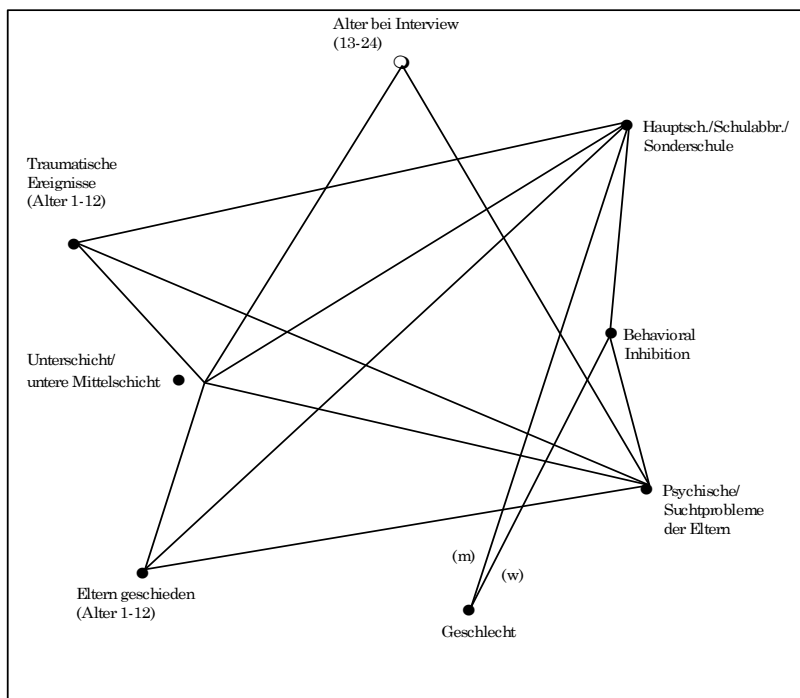 Alter bei Interview
(13-24)
Hauptsch./Schulabbr./
Sonderschule
Traumatische
Ereignisse
(Alter 1-12)
Behavioral
Inhibition
Unterschicht/
untere Mittelschicht
Psychische/
Suchtprobleme
der Eltern
(m)
(w)
Eltern geschieden
(Alter 1-12)
Geschlecht